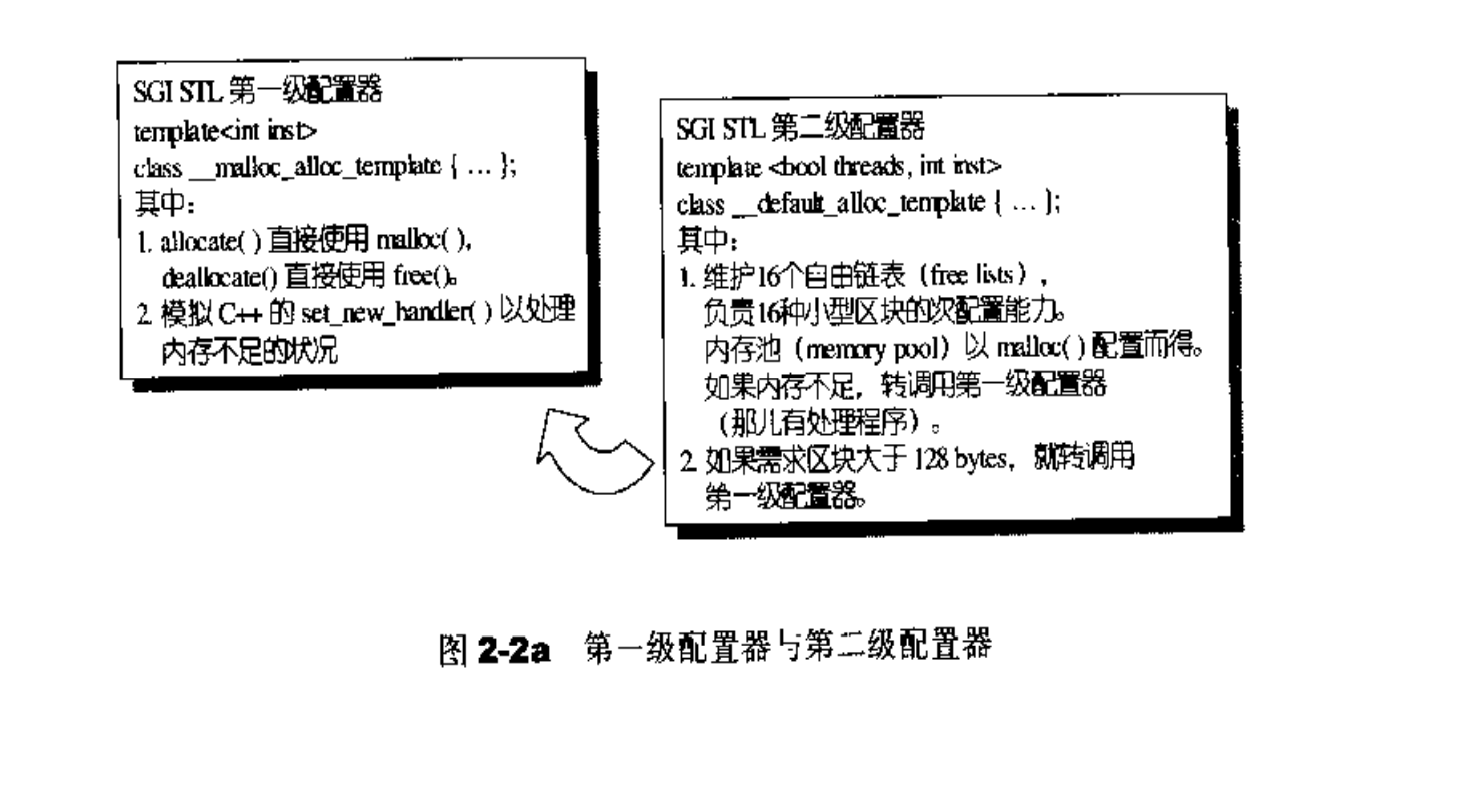 SGI STL 第一级配置器
template<int inst>
class __malloc_alloc_template { … };
其中：
1. allocate( ) 直接使用 malloc( ),
deallocate() 直接使用 free()。
2. 模拟 C++ 的 set_new_handler( ) 以处理
内存不足的状况
SGI STL 第二级配置器
template <bool threads, int inst>
class __default_alloc_template { … };
其中：
1. 维护16个自由链表（free lists），
负责16种小型区块的次配置能力。
内存池（memory pool）以 malloc( ) 配置而得。
如果内存不足，转调用第一级配置器
（那儿有处理程序）。
2. 如果需求区块大于 128 bytes，就转调用
第一级配置器。
图 2-2a 第一级配置器与第二级配置器